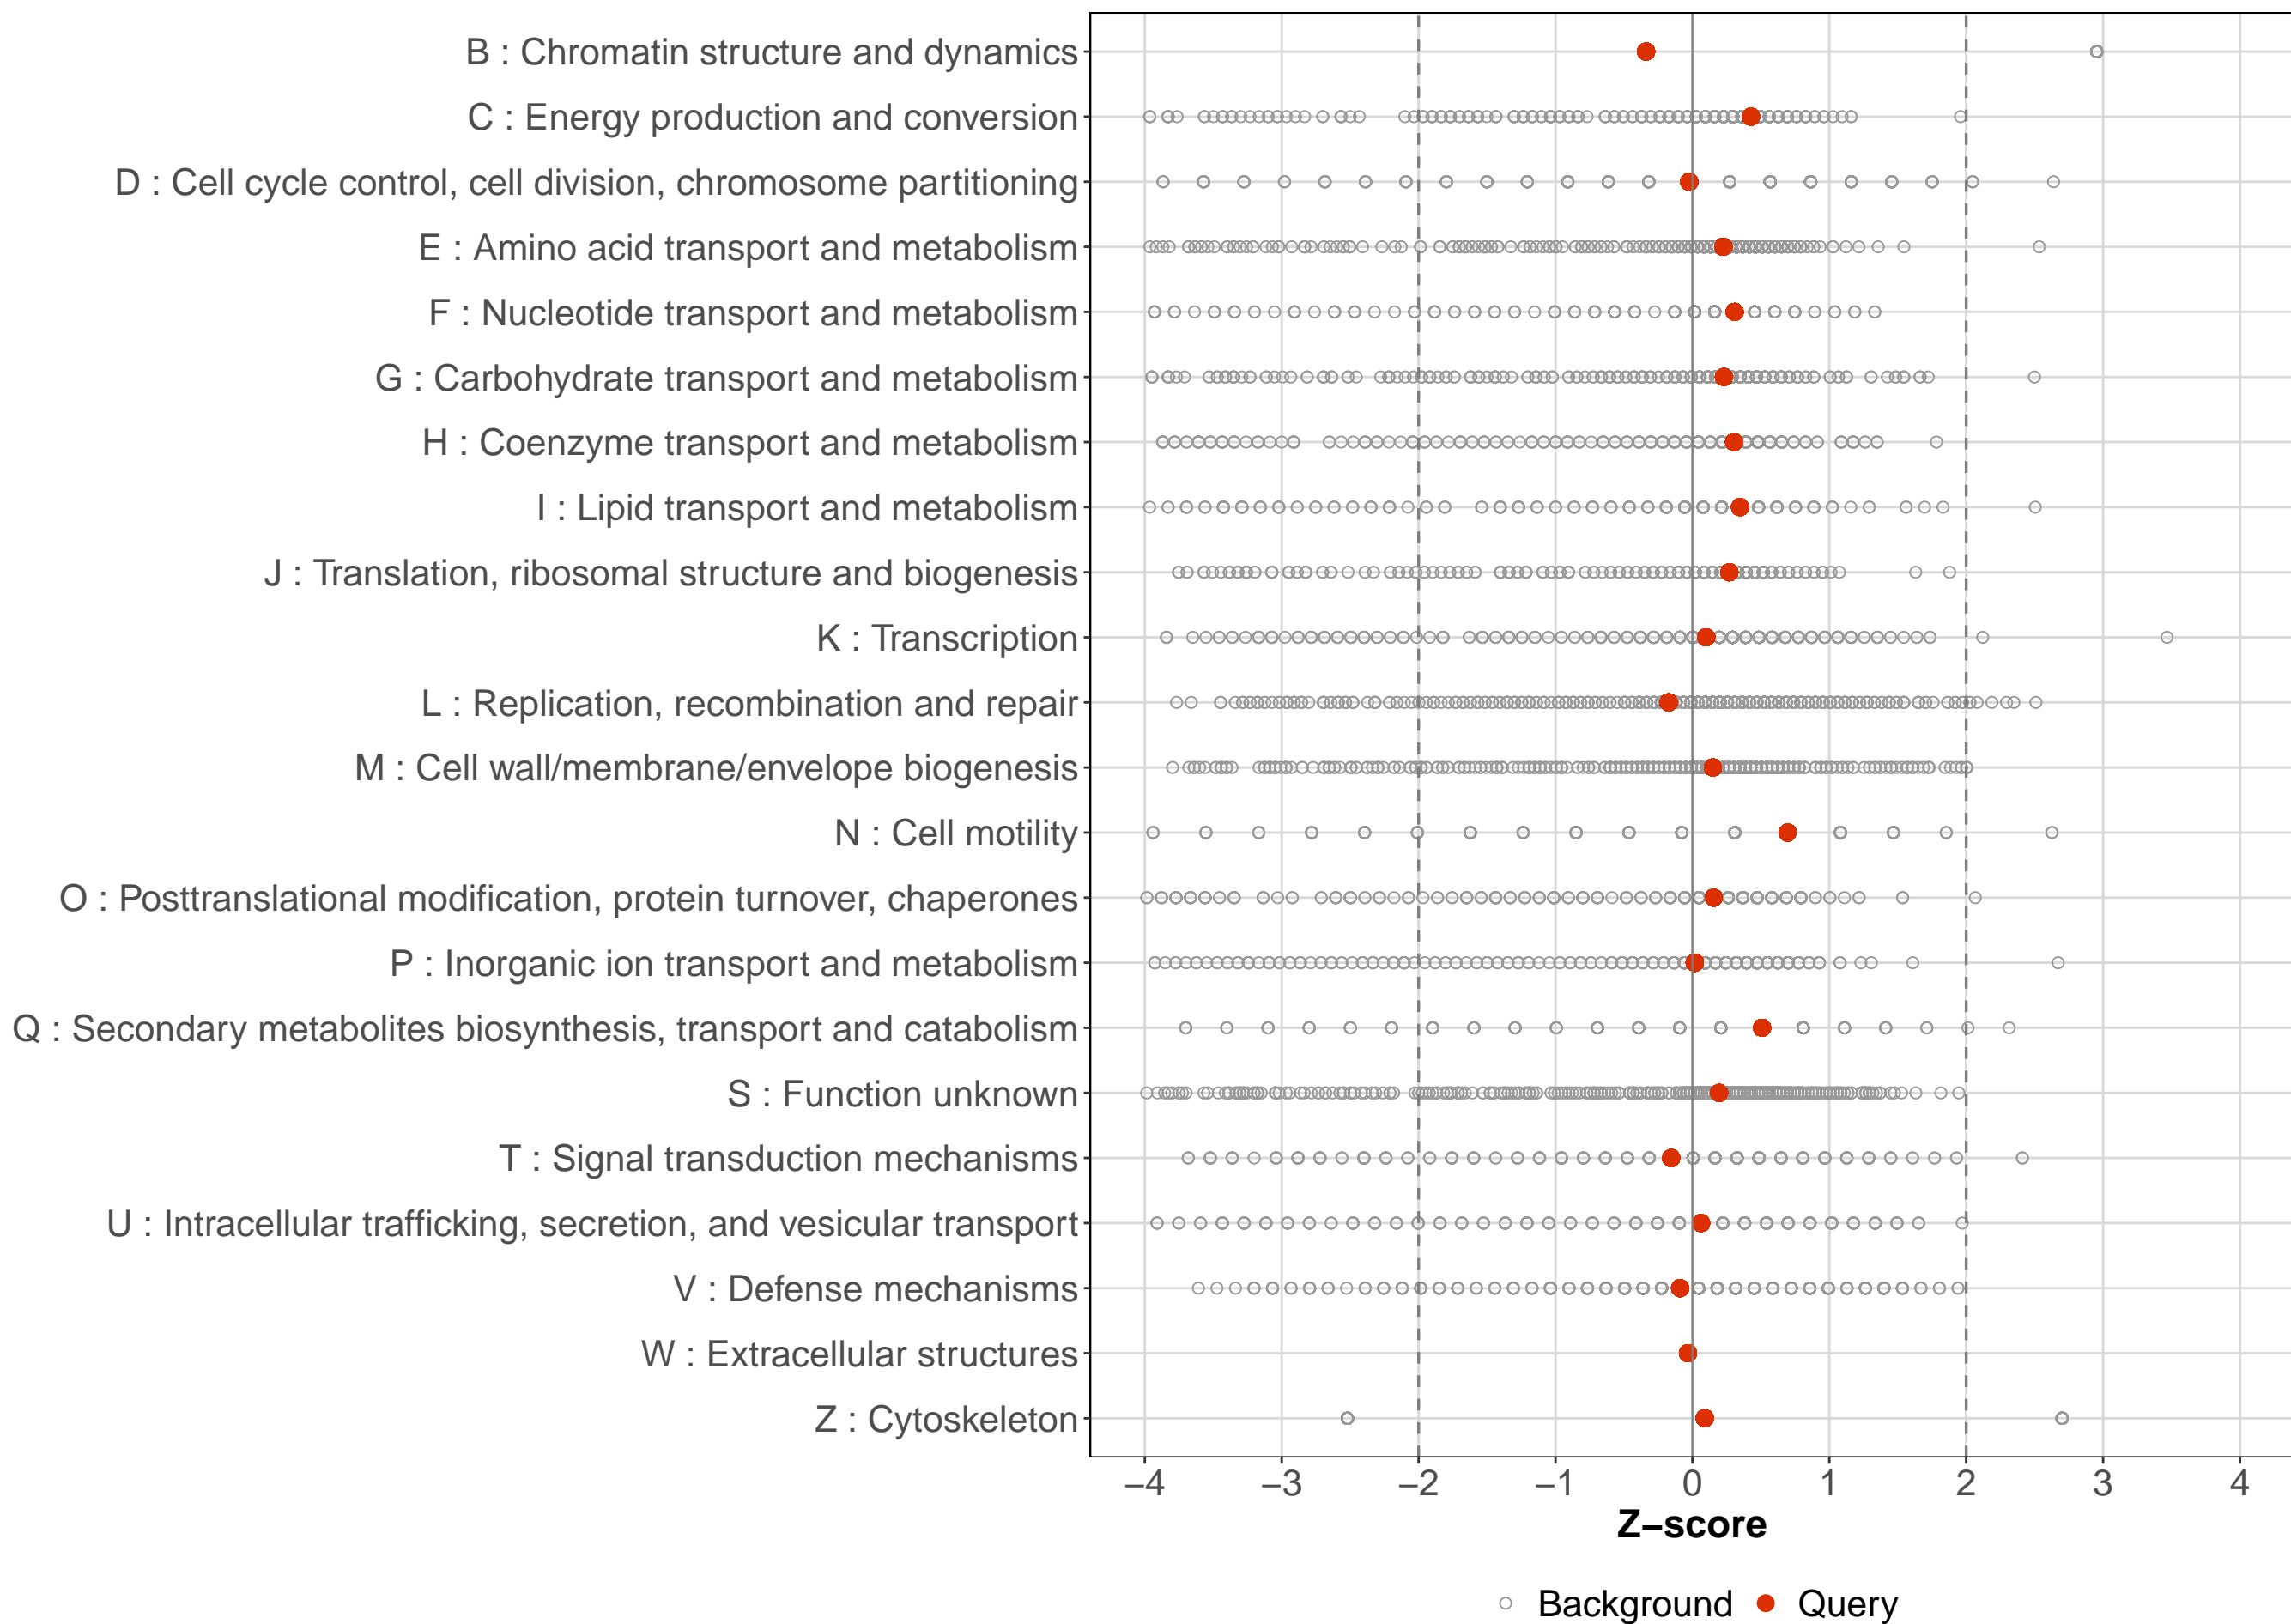 B : Chromatin structure and dynamics
C : Energy production and conversion
D : Cell cycle control, cell division, chromosome partitioning
E : Amino acid transport and metabolism
F : Nucleotide transport and metabolism
G : Carbohydrate transport and metabolism
H : Coenzyme transport and metabolism
I : Lipid transport and metabolism
J : Translation, ribosomal structure and biogenesis
K : Transcription
L : Replication, recombination and repair
M : Cell wall/membrane/envelope biogenesis
N : Cell motility
O : Posttranslational modification, protein turnover, chaperones
P : Inorganic ion transport and metabolism
Q : Secondary metabolites biosynthesis, transport and catabolism
S : Function unknown
T : Signal transduction mechanisms
U : Intracellular trafficking, secretion, and vesicular transport
V : Defense mechanisms
W : Extracellular structures
Z : Cytoskeleton
−4 −3 −2 −1 0 1 2 3 4
Z−score
Background Query